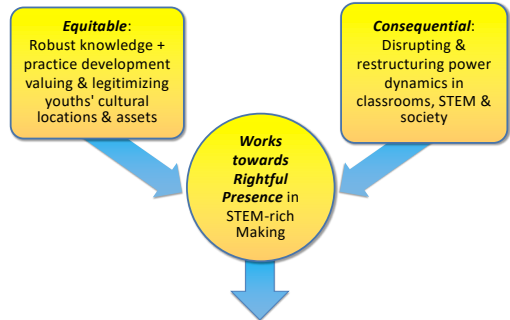 Equitable:
Robust knowledge +
practice development
valuing & legitimizing
youths' cultural
locations & assets
Consequential:
Disrupting &
restructuring power
dynamics in
classrooms, STEM &
society
Works
towards
Rightful
Presence in
STEM-rich
Making